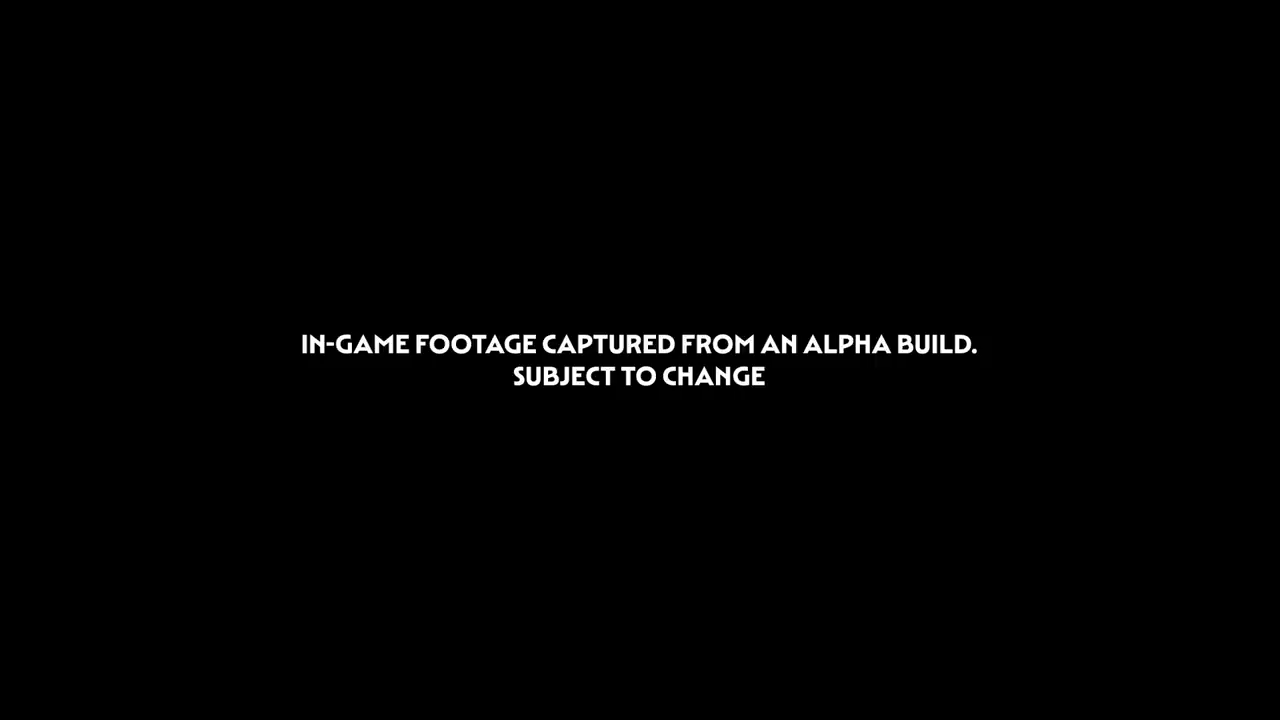 IN-GAME FOOTAGE CAPTURED FROM AN ALPHA BUILD.
SUBJECT TO CHANGE